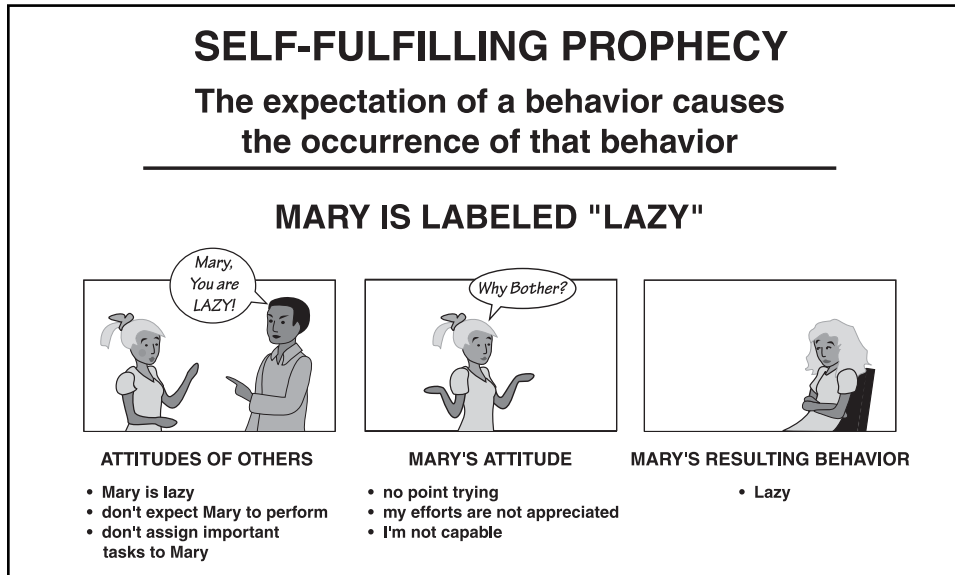 SELF-FULFILLING PROPHECY
The expectation of a behavior causes
the occurrence of that behavior
MARY IS LABELED "LAZY"
Mary,
You are
LAZY!
Why Bother?
ATTITUDES OF OTHERS
• Mary is lazy
• don't expect Mary to perform
• don't assign important
tasks to Mary
MARY'S ATTITUDE
• no point trying
• my efforts are not appreciated
• I'm not capable
MARY'S RESULTING BEHAVIOR
• Lazy